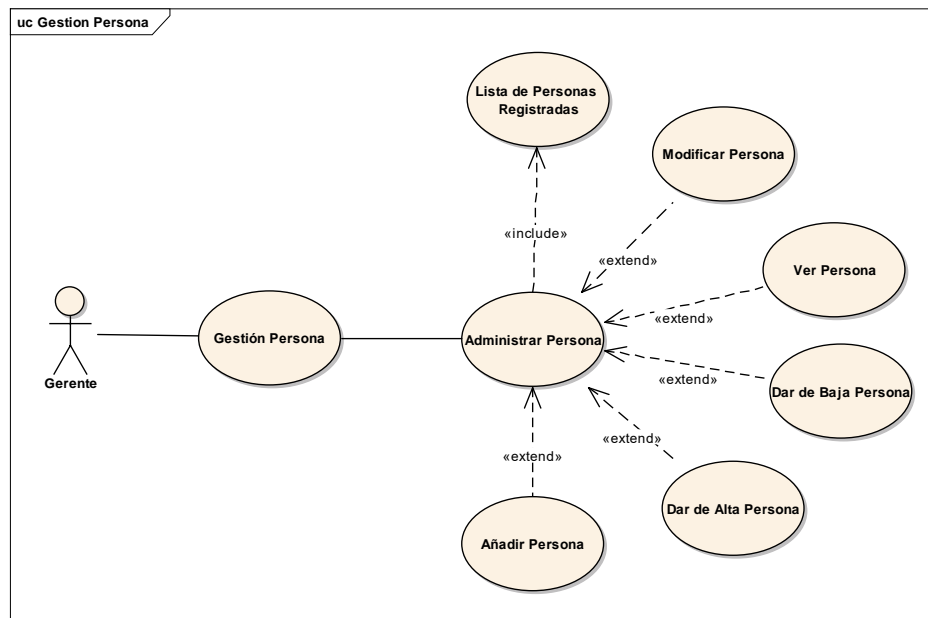 uc Gestion Persona
Lista de Personas
Registradas
Modificar Persona
«include»
«extend»
Ver Persona
«extend»
Gestión Persona
Administrar Persona
Gerente
«extend»
Dar de Baja Persona
«extend»
«extend»
Dar de Alta Persona
Añadir Persona